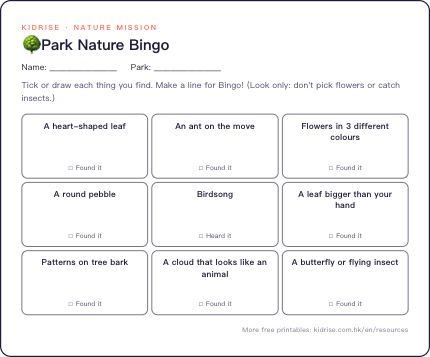 KIDRISE · NATURE MISSION
Park Nature Bingo
Name: ________________ Park: ________________
Tick or draw each thing you find. Make a line for Bingo! (Look only: don't pick flowers or catch
insects.)
A heart-shaped leaf
□ Found it
An ant on the move
□ Found it
Flowers in 3 different
colours
□ Found it
A round pebble
□ Found it
Birdsong
□ Heard it
A leaf bigger than your
hand
□ Found it
Patterns on tree bark
□ Found it
A cloud that looks like an
animal
□ Found it
A butterfly or flying insect
□ Found it
More free printables: kidrise.com.hk/en/resources